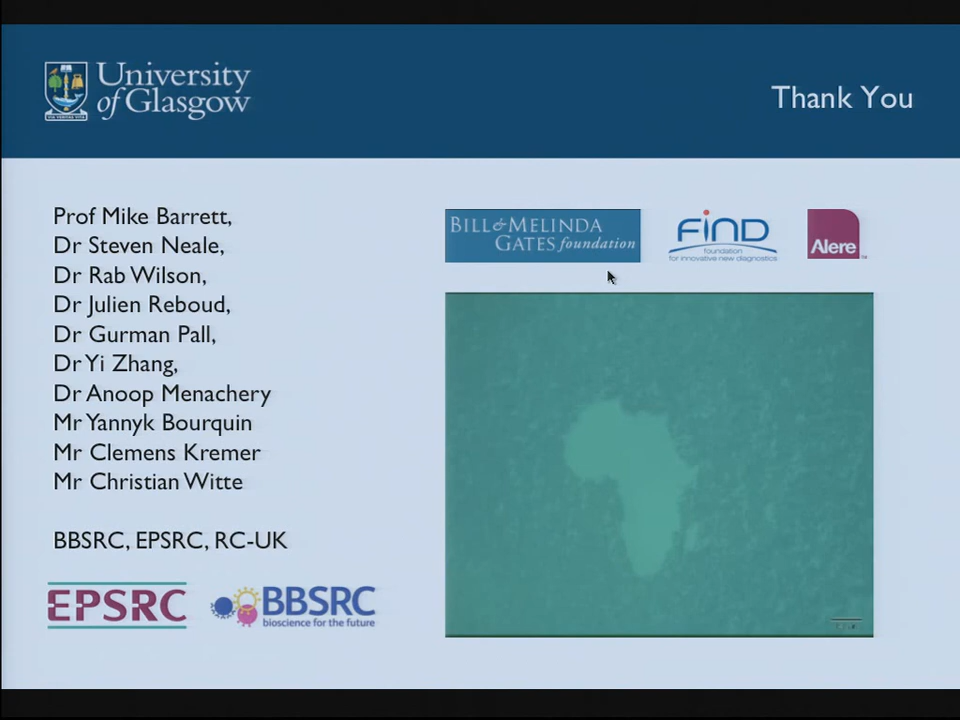 University
of Glasgow
Thank You
Prof Mike Barrett,
Dr Steven Neale,
Dr Rab Wilson,
Dr Julien Reboud,
Dr Gurman Pall,
Dr Yi Zhang,
Dr Anoop Menachery
Mr Yannyk Bourquin
Mr Clemens Kremer
Mr Christian Witte
BBSRC, EPSRC, RC-UK
EPSRC
BBSRC
bioscience for the future
BILL & MELINDA
GATES foundation
FIND
foundation
for innovative new diagnostics
Alere™